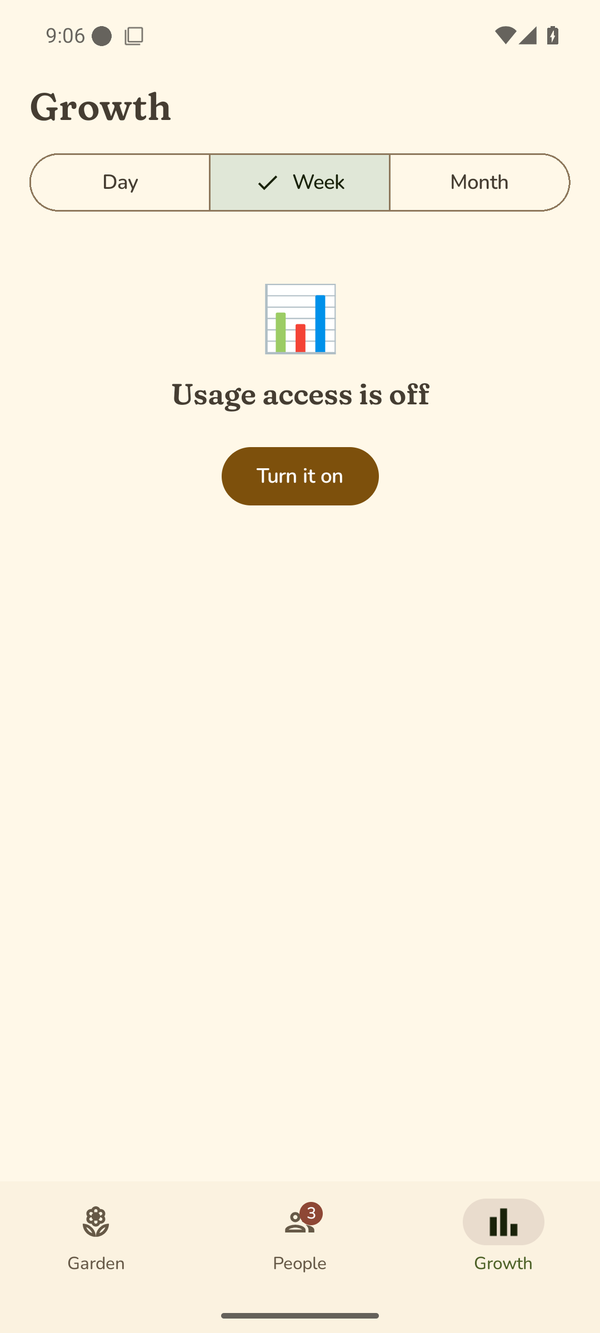 9:06
Growth
Day
Week
Month
Usage access is off
Turn it on
3
Garden
People
Growth